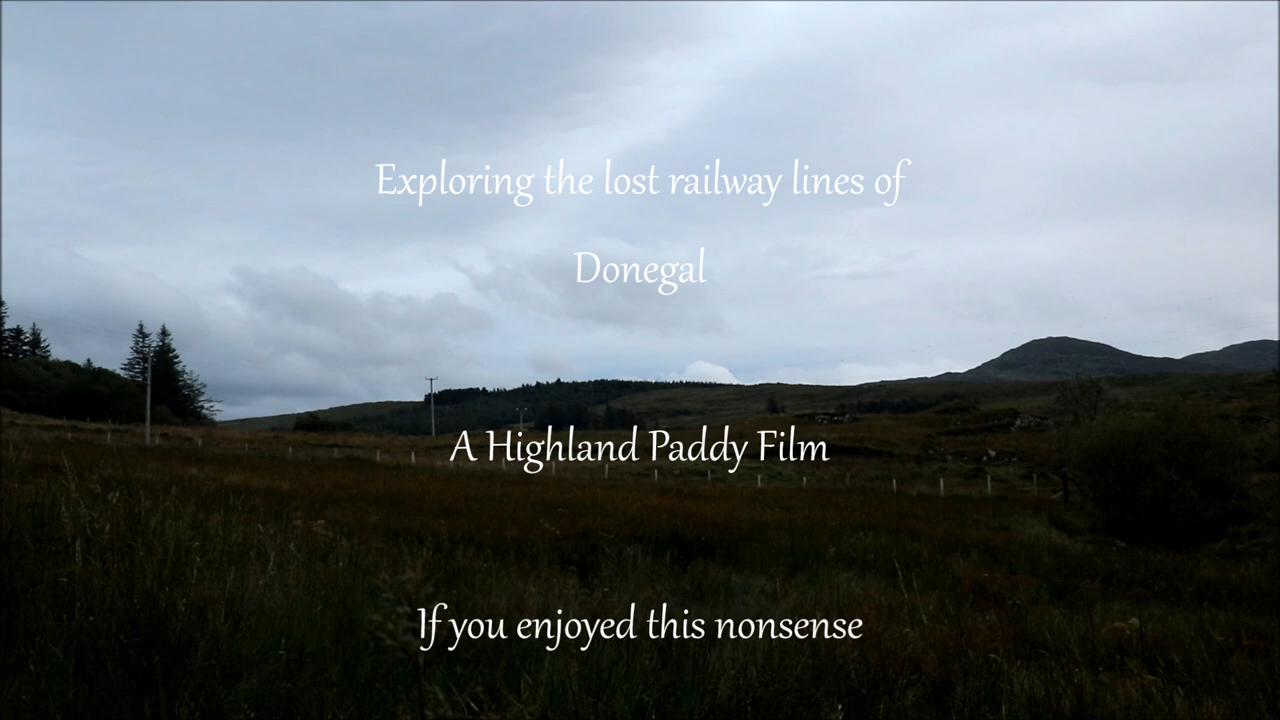 Exploring the lost railway lines of
Donegal
A Highland Paddy Film
If you enjoyed this nonsense